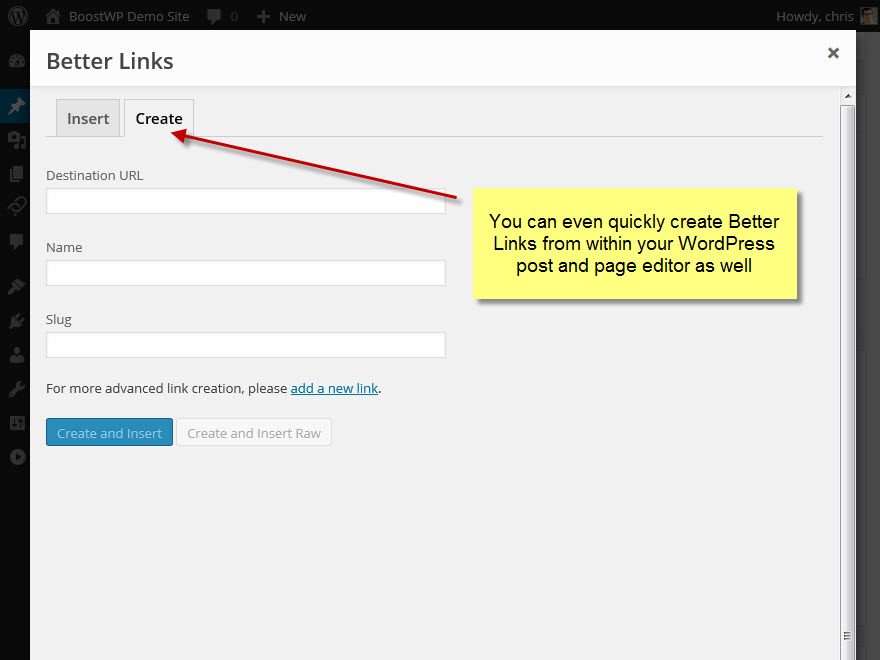 BoostWP Demo Site 0 New Howdy, chris
Better Links
Insert Create
Destination URL
You can even quickly create Better
Links from within your WordPress
post and page editor as well
Name
Slug
For more advanced link creation, please add a new link.
Create and Insert Create and Insert Raw